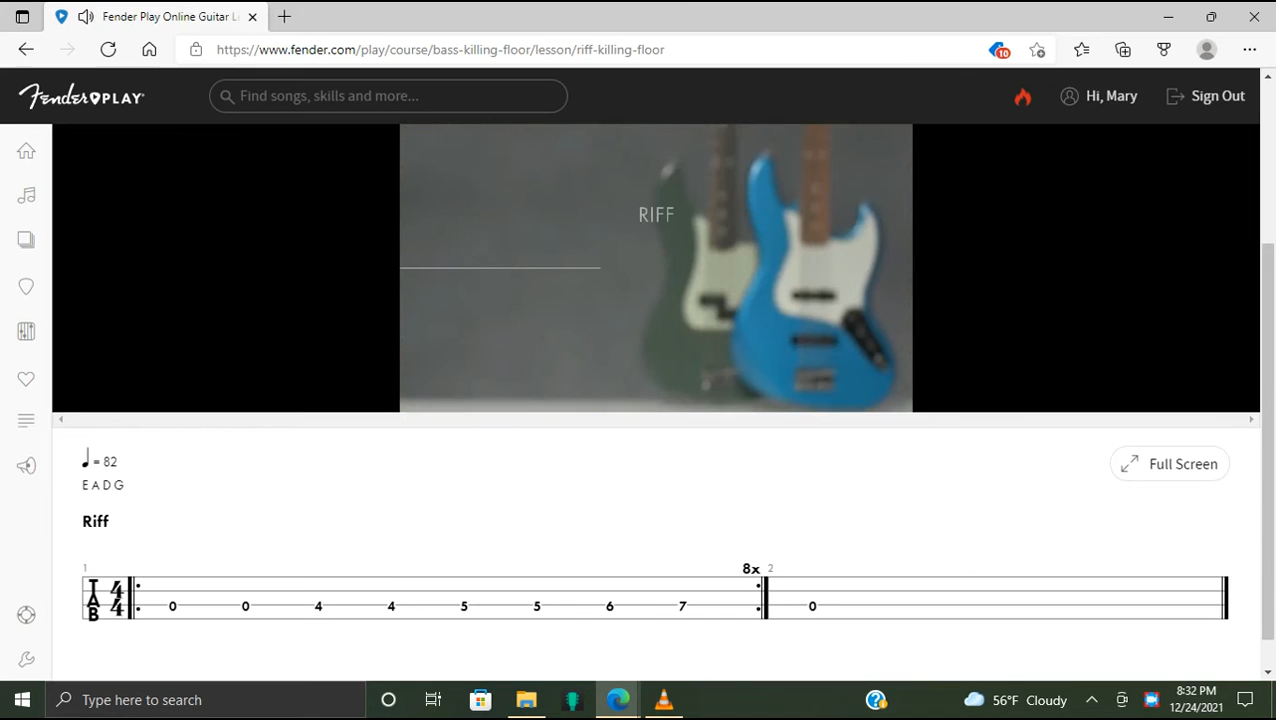 Fender Play Online Guitar L
https://www.fender.com/play/course/bass-killing-floor/lesson/riff-killing-floor
10
Fender PLAY
Find songs, skills and more...
Hi, Mary
Sign Out
RIFF
= 82
E A D G
Full Screen
Riff
1
8x
2
T
A
B
4
4
0 0 4 4 5 5 6 7 0
Type here to search
56°F Cloudy
8:32 PM
12/24/2021